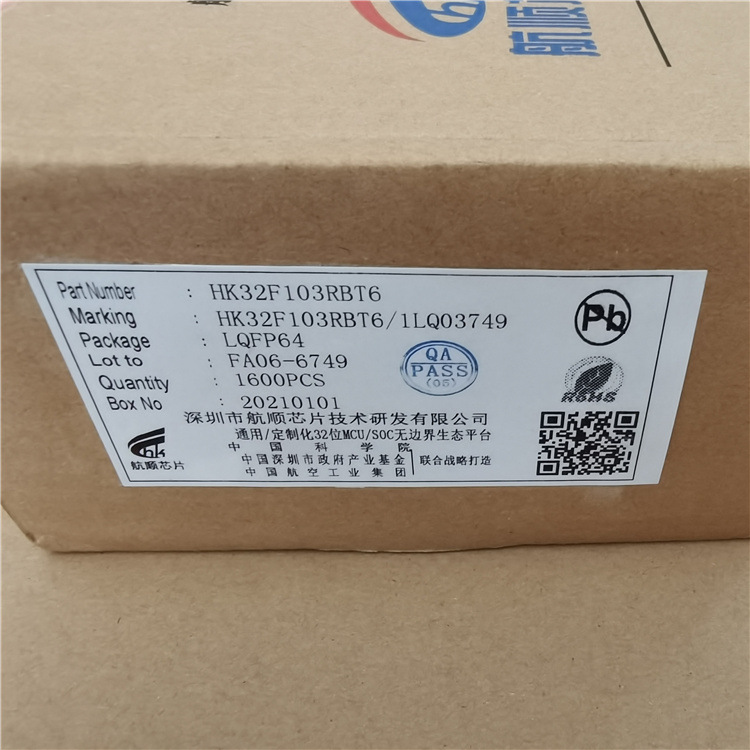 航顺
Part Number : HK32F103RBT6
Marking : HK32F103RBT6/1LQ03749
Package : LQFP64
Lot to : FA06-6749
Quantity : 1600PCS
Box No : 20210101
QA
PASS
(05)
Pb
ROHS
深圳市航顺芯片技术研发有限公司
通用/定制化32位MCU/SOC无边界生态平台
中国科学院
中国深圳市政府产业基金
中国航空工业集团
联合战略打造
hk
航顺芯片